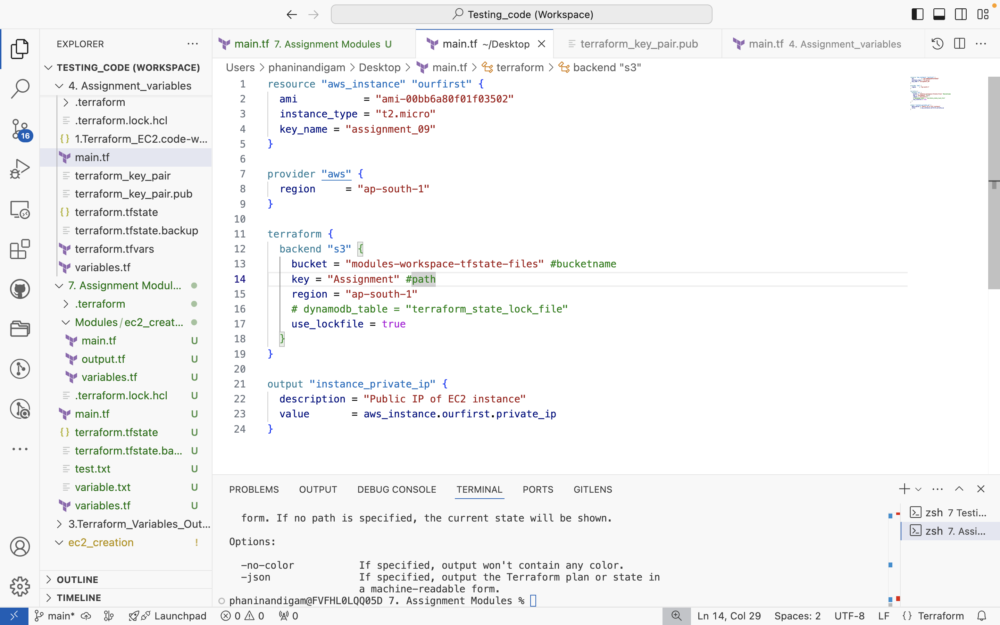 Testing_code (Workspace)
EXPLORER
TESTING_CODE (WORKSPACE)
4. Assignment_variables
.terraform
.terraform.lock.hcl
1.Terraform_EC2.code-w...
main.tf
terraform_key_pair
terraform_key_pair.pub
terraform.tfstate
terraform.tfstate.backup
terraform.tfvars
variables.tf
7. Assignment Modul...
.terraform
Modules/ec2_creat...
main.tf U
output.tf U
variables.tf U
.terraform.lock.hcl U
main.tf U
terraform.tfstate U
terraform.tfstate.ba... U
test.txt U
variable.txt U
variables.tf U
3.Terraform_Variables_Out...
ec2_creation !
OUTLINE
TIMELINE
16
main.tf 7. Assignment Modules U
main.tf ~/Desktop
terraform_key_pair.pub
main.tf 4. Assignment_variables
Users > phaninandigam > Desktop > main.tf > terraform > backend "s3"
1 resource "aws_instance" "ourfirst" {
2 ami = "ami-00bb6a80f01f03502"
3 instance_type = "t2.micro"
4 key_name = "assignment_09"
5 }
6
7 provider "aws" {
8 region = "ap-south-1"
9 }
10
11 terraform {
12 backend "s3" {
13 bucket = "modules-workspace-tfstate-files" #bucketname
14 key = "Assignment" #path
15 region = "ap-south-1"
16 # dynamodb_table = "terraform_state_lock_file"
17 use_lockfile = true
18 }
19 }
20
21 output "instance_private_ip" {
22 description = "Public IP of EC2 instance"
23 value = aws_instance.ourfirst.private_ip
24 }
PROBLEMS OUTPUT DEBUG CONSOLE TERMINAL PORTS GITLENS
form. If no path is specified, the current state will be shown.
Options:
-no-color If specified, output won't contain any color.
-json If specified, output the Terraform plan or state in
a machine-readable form.
phaninandigam@FVFHL0LQQ05D 7. Assignment Modules %
zsh 7 Testi...
zsh 7. Assi...
main* Launchpad 0 0 0 Ln 14, Col 29 Spaces: 2 UTF-8 LF {} Terraform